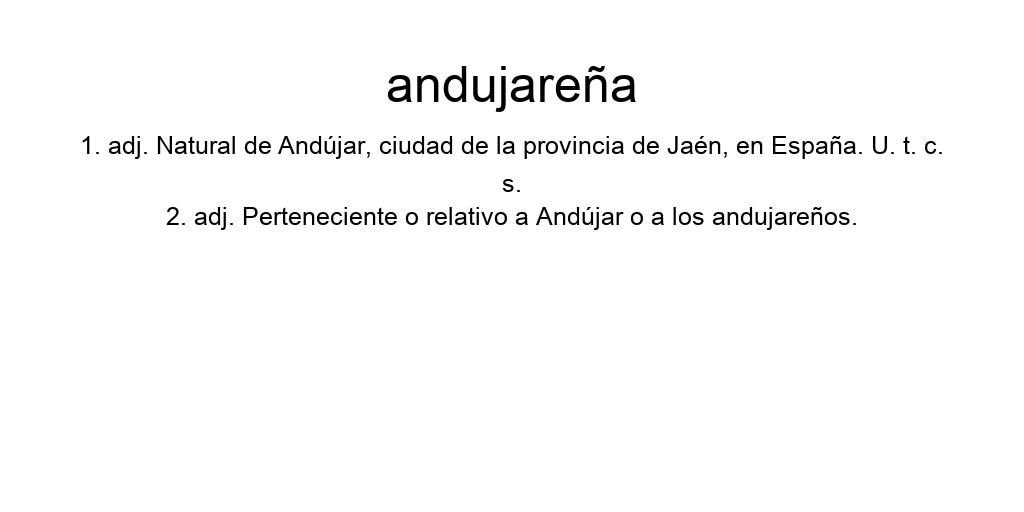 andujareña
1. adj. Natural de Andújar, ciudad de la provincia de Jaén, en España. U. t. c.
s.
2. adj. Perteneciente o relativo a Andújar o a los andujareños.